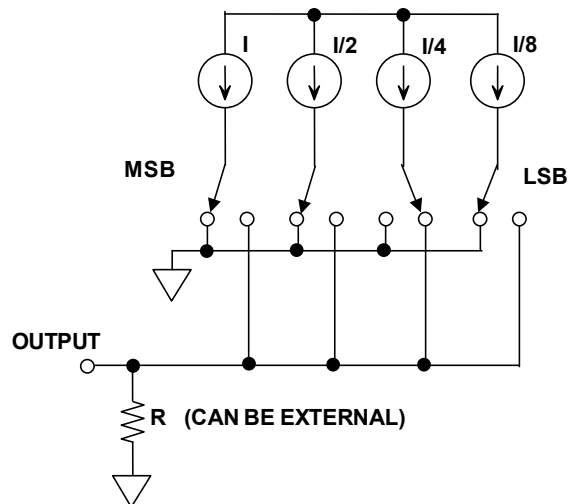 I I/2 I/4 I/8
MSB LSB
OUTPUT
R (CAN BE EXTERNAL)